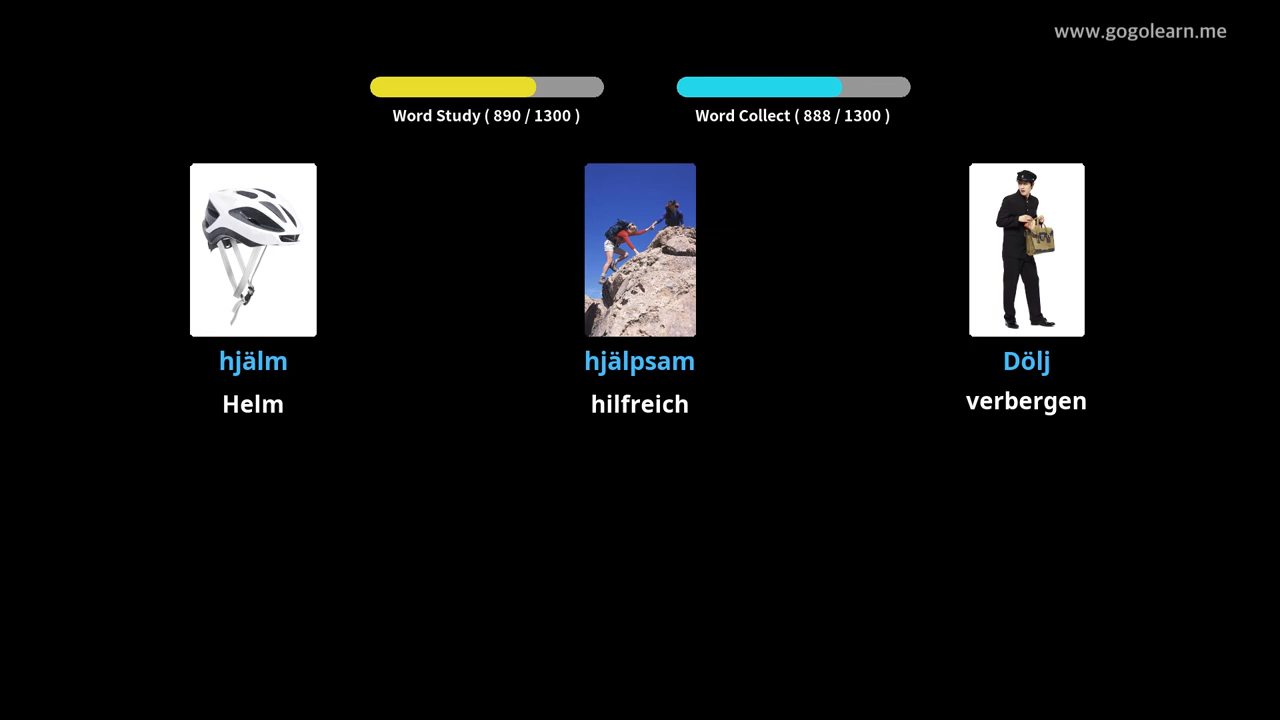 www.gogolearn.me
Word Study ( 890 / 1300 )
Word Collect ( 888 / 1300 )
hjälm
hjälpsam
Dölj
Helm
hilfreich
verbergen